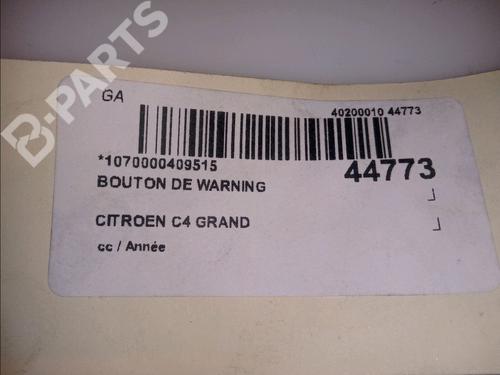 B-PARTS
GA
40200010 44773
*1070000409515
44773
BOUTON DE WARNING
CITROEN C4 GRAND
cc / Année